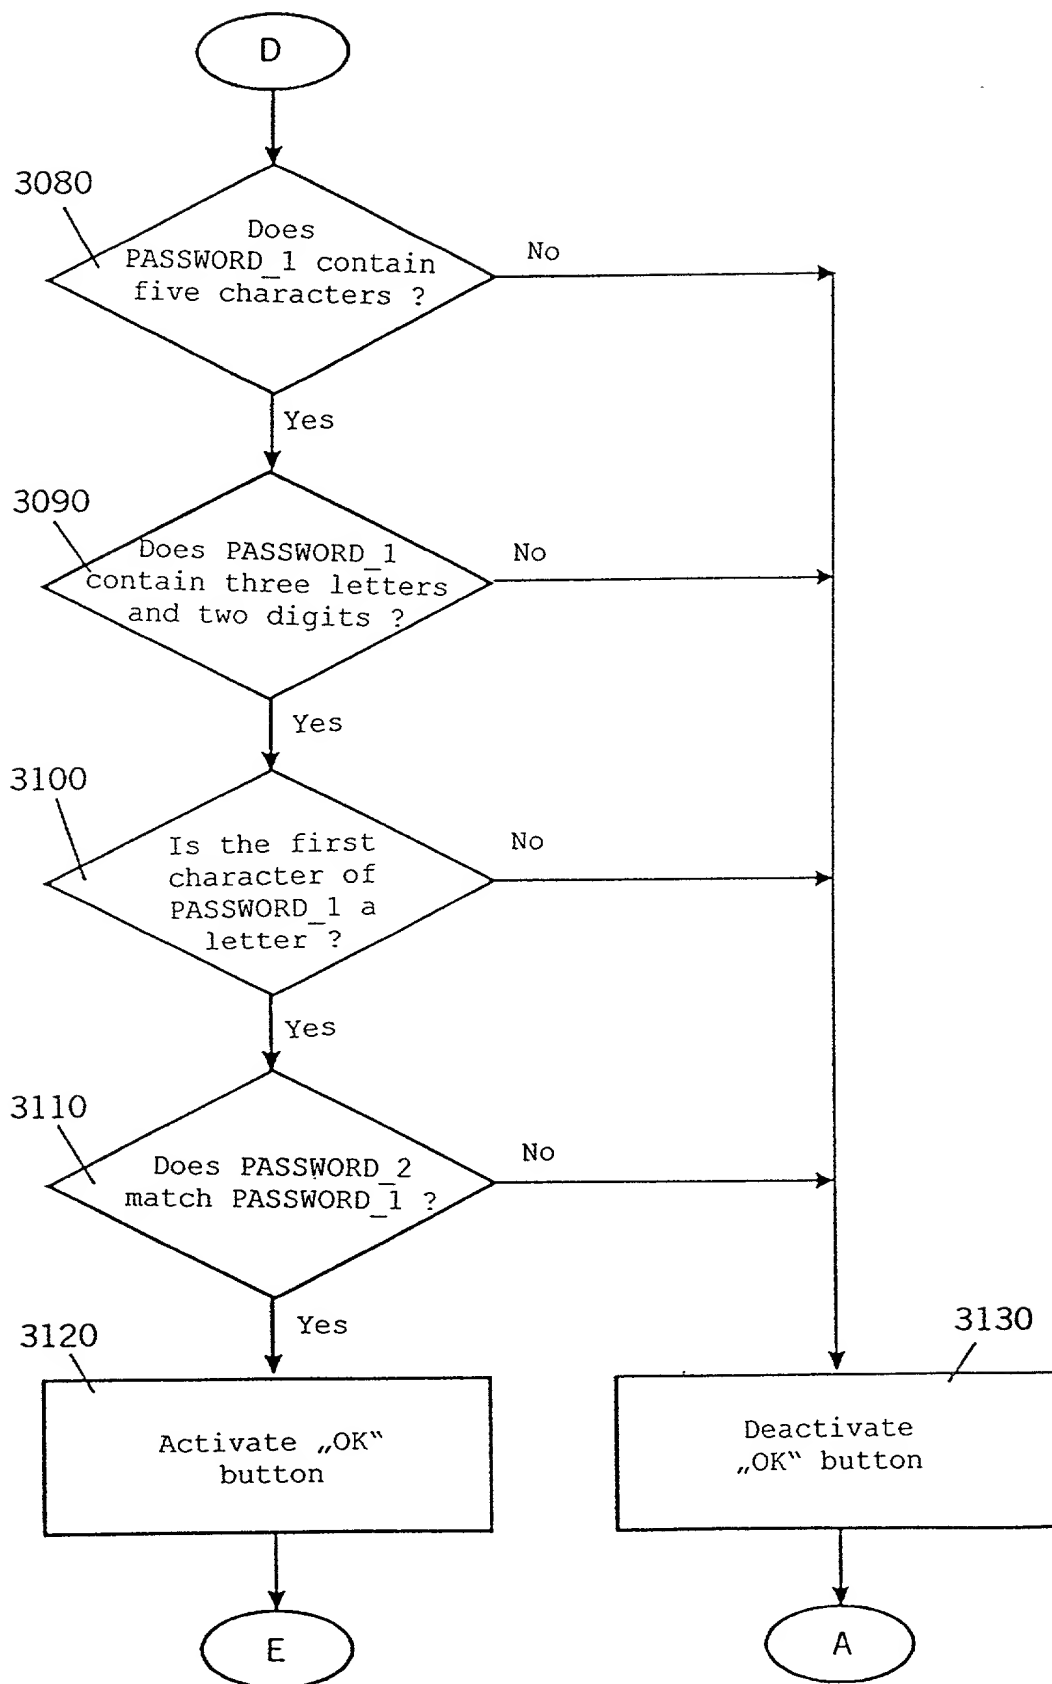 D
3080
Does
PASSWORD_1 contain
five characters ?
No
Yes
3090
Does PASSWORD_1
contain three letters
and two digits ?
No
Yes
3100
Is the first
character of
PASSWORD_1 a
letter ?
No
Yes
3110
Does PASSWORD_2
match PASSWORD_1 ?
No
Yes
3120
Activate „OK‟
button
3130
Deactivate
„OK‟ button
E
A